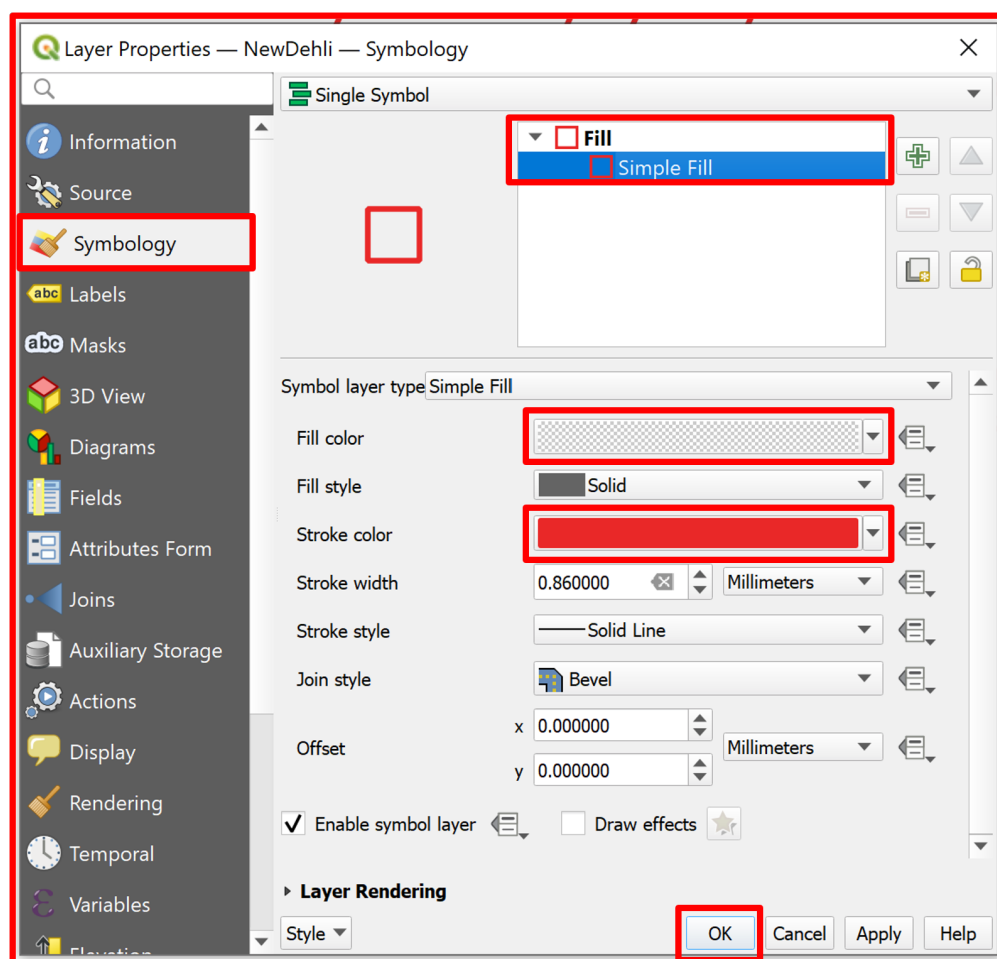 Layer Properties — NewDehli — Symbology
Single Symbol
Information
Source
Symbology
abc Labels
abc Masks
3D View
Diagrams
Fields
Attributes Form
Joins
Auxiliary Storage
Actions
Display
Rendering
Temporal
Variables
Elevation
Fill
Simple Fill
Symbol layer type Simple Fill
Fill color
Fill style Solid
Stroke color
Stroke width 0.860000 Millimeters
Stroke style Solid Line
Join style Bevel
Offset x 0.000000 Millimeters
y 0.000000
Enable symbol layer Draw effects
Layer Rendering
Style OK Cancel Apply Help